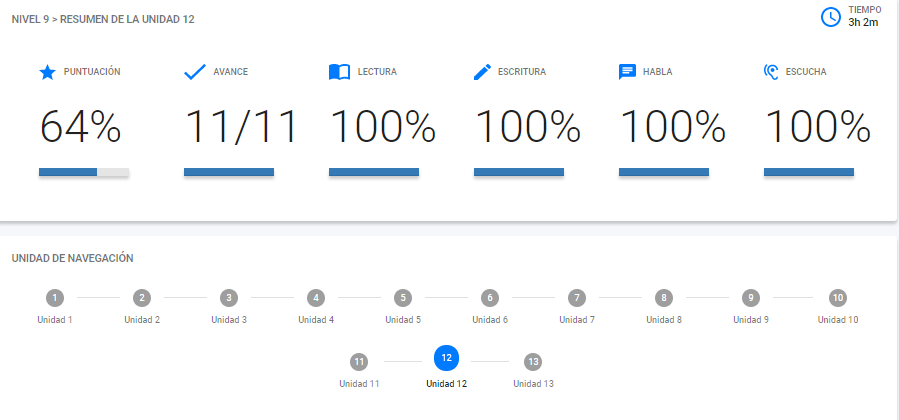 NIVEL 9 > RESUMEN DE LA UNIDAD 12
TIEMPO
3h 2m
PUNTUACIÓN AVANCE LECTURA ESCRITURA HABLA ESCUCHA
64% 11/11 100% 100% 100% 100%
UNIDAD DE NAVEGACIÓN
1 2 3 4 5 6 7 8 9 10
Unidad 1 Unidad 2 Unidad 3 Unidad 4 Unidad 5 Unidad 6 Unidad 7 Unidad 8 Unidad 9 Unidad 10
11 12 13
Unidad 11 Unidad 12 Unidad 13